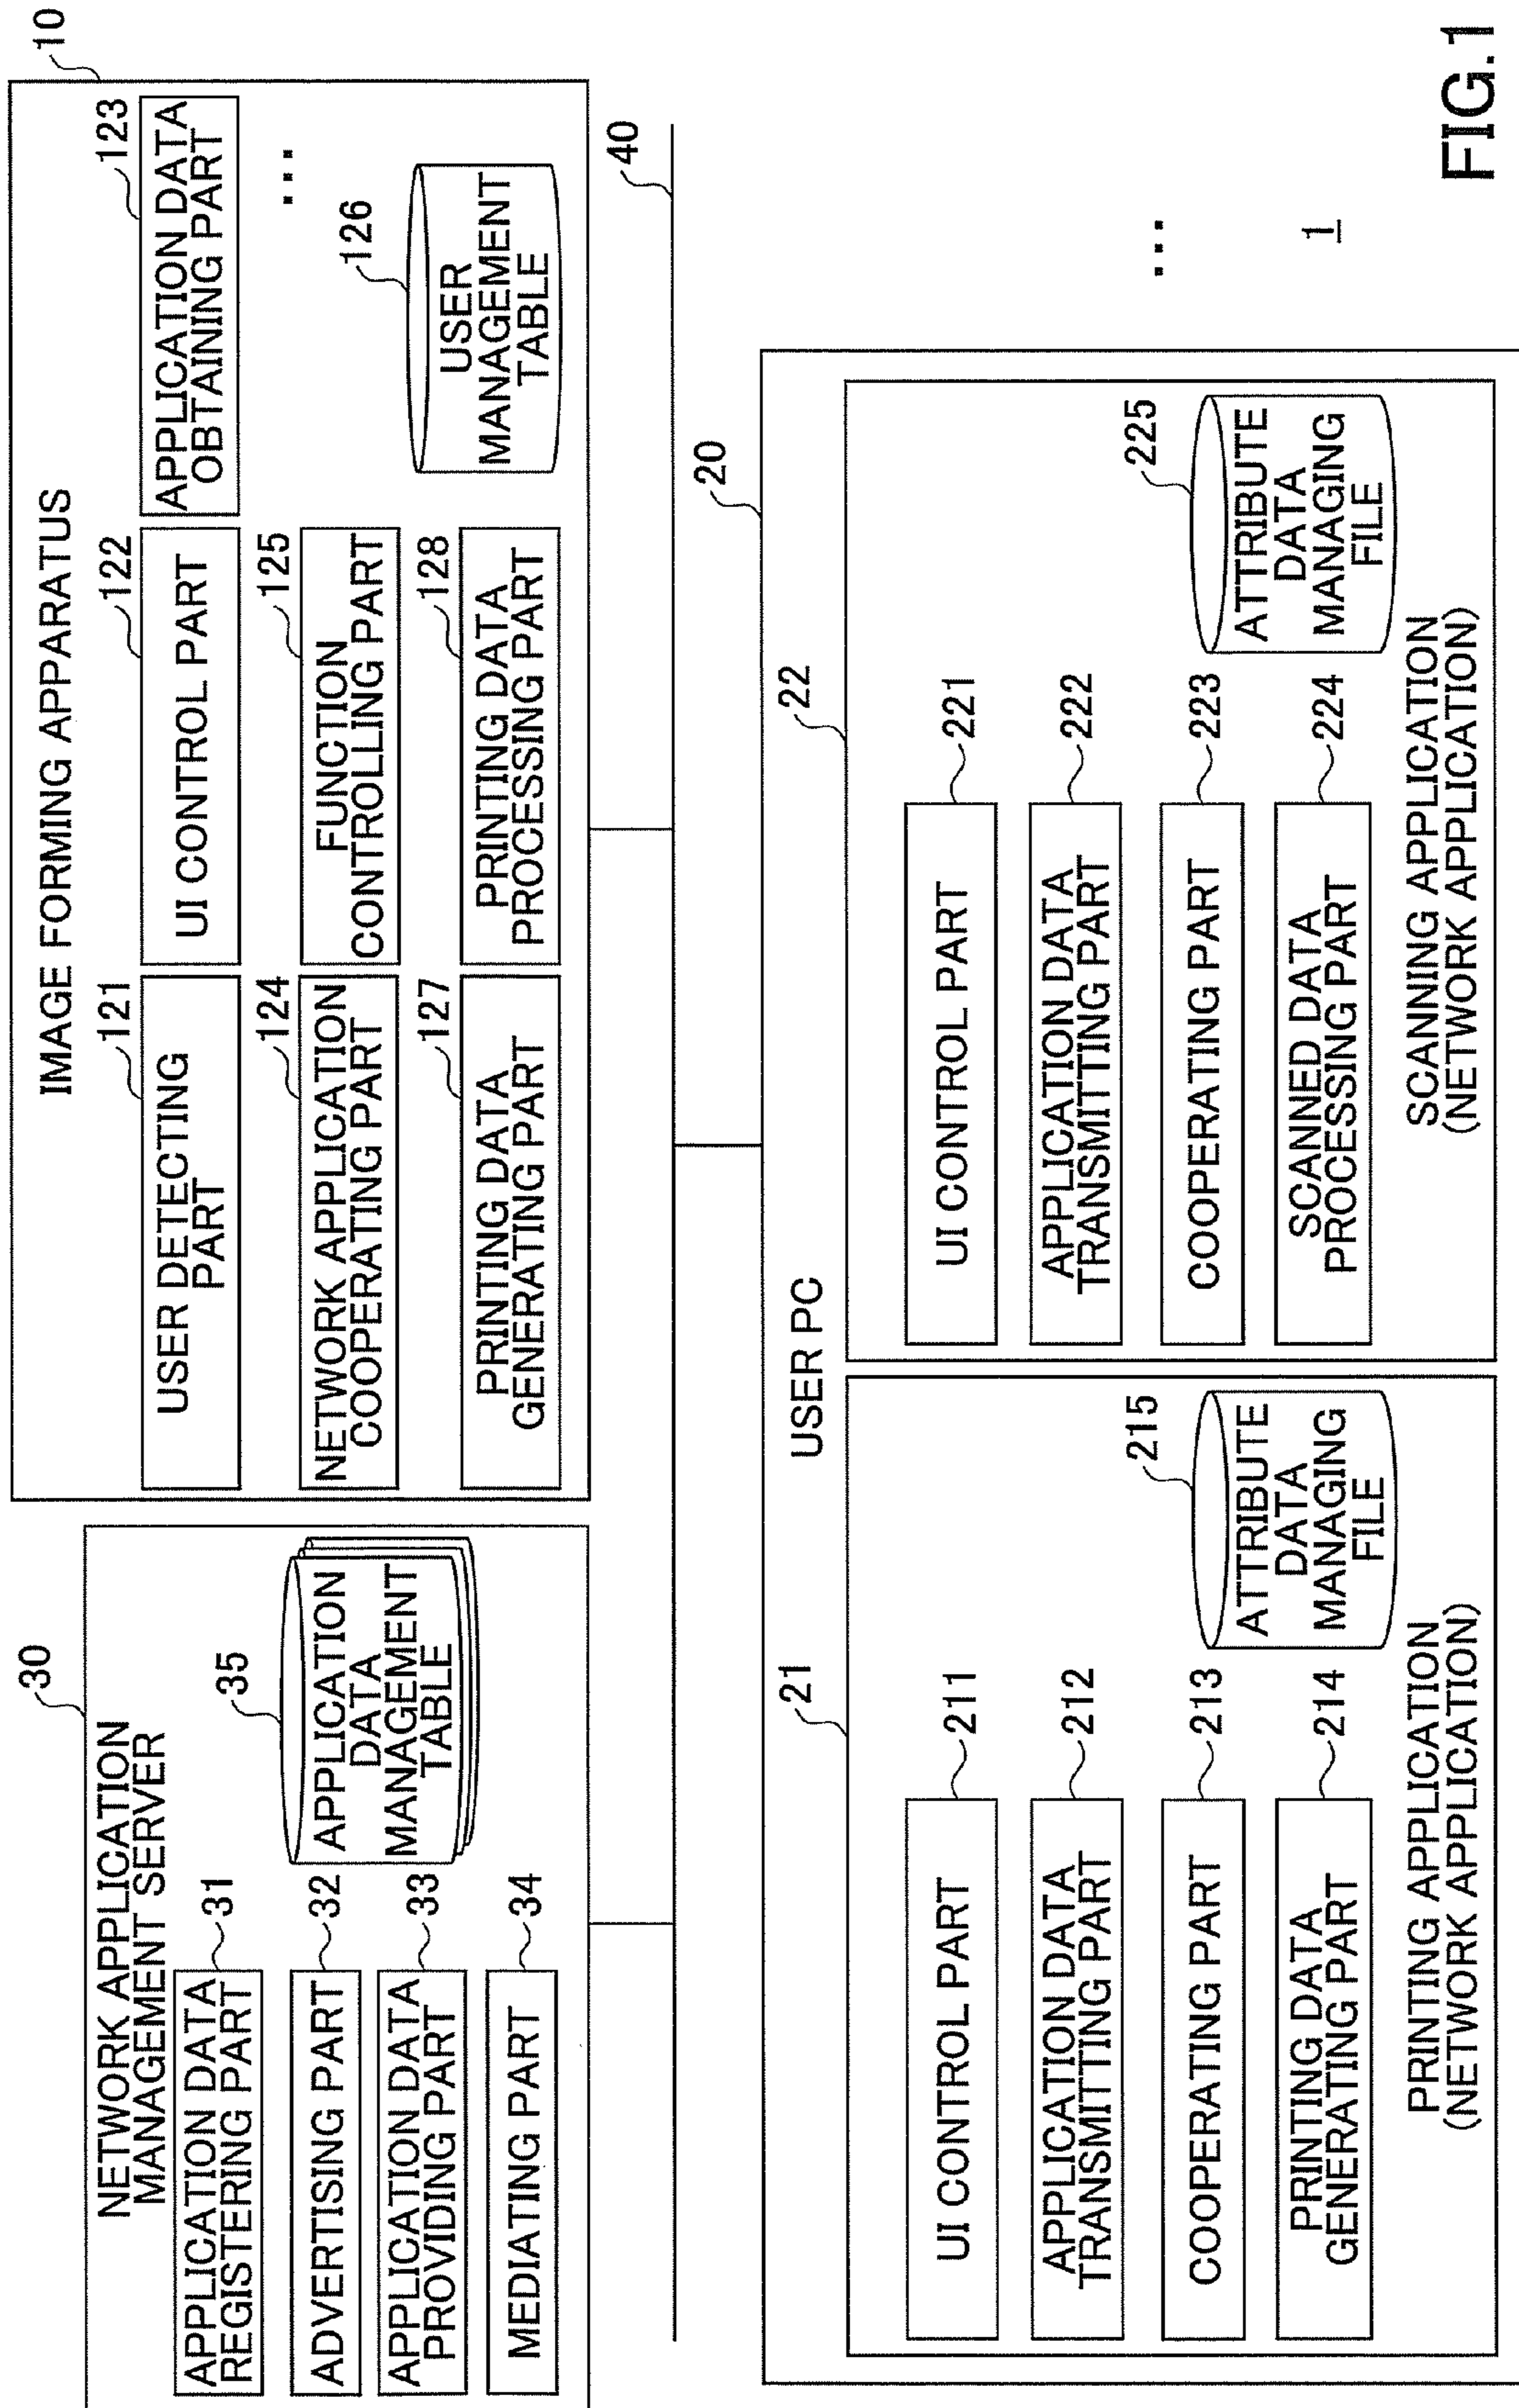 30
NETWORK APPLICATION
MANAGEMENT SERVER
APPLICATION DATA
REGISTERING PART
31
ADVERTISING PART
32
APPLICATION DATA
PROVIDING PART
33
MEDIATING PART
34
35
APPLICATION
DATA
MANAGEMENT
TABLE
10
IMAGE FORMING APPARATUS
121
USER DETECTING
PART
122
UI CONTROL PART
123
APPLICATION DATA
OBTAINING PART
124
NETWORK APPLICATION
COOPERATING PART
125
FUNCTION
CONTROLLING PART
...
126
USER
MANAGEMENT
TABLE
127
PRINTING DATA
GENERATING PART
128
PRINTING DATA
PROCESSING PART
40
20
USER PC
21
UI CONTROL PART
211
APPLICATION DATA
TRANSMITTING PART
212
COOPERATING PART
213
PRINTING DATA
GENERATING PART
214
215
ATTRIBUTE
DATA
MANAGING
FILE
PRINTING APPLICATION
(NETWORK APPLICATION)
22
UI CONTROL PART
221
APPLICATION DATA
TRANSMITTING PART
222
COOPERATING PART
223
SCANNED DATA
PROCESSING PART
224
225
ATTRIBUTE
DATA
MANAGING
FILE
SCANNING APPLICATION
(NETWORK APPLICATION)
...
1
FIG.1